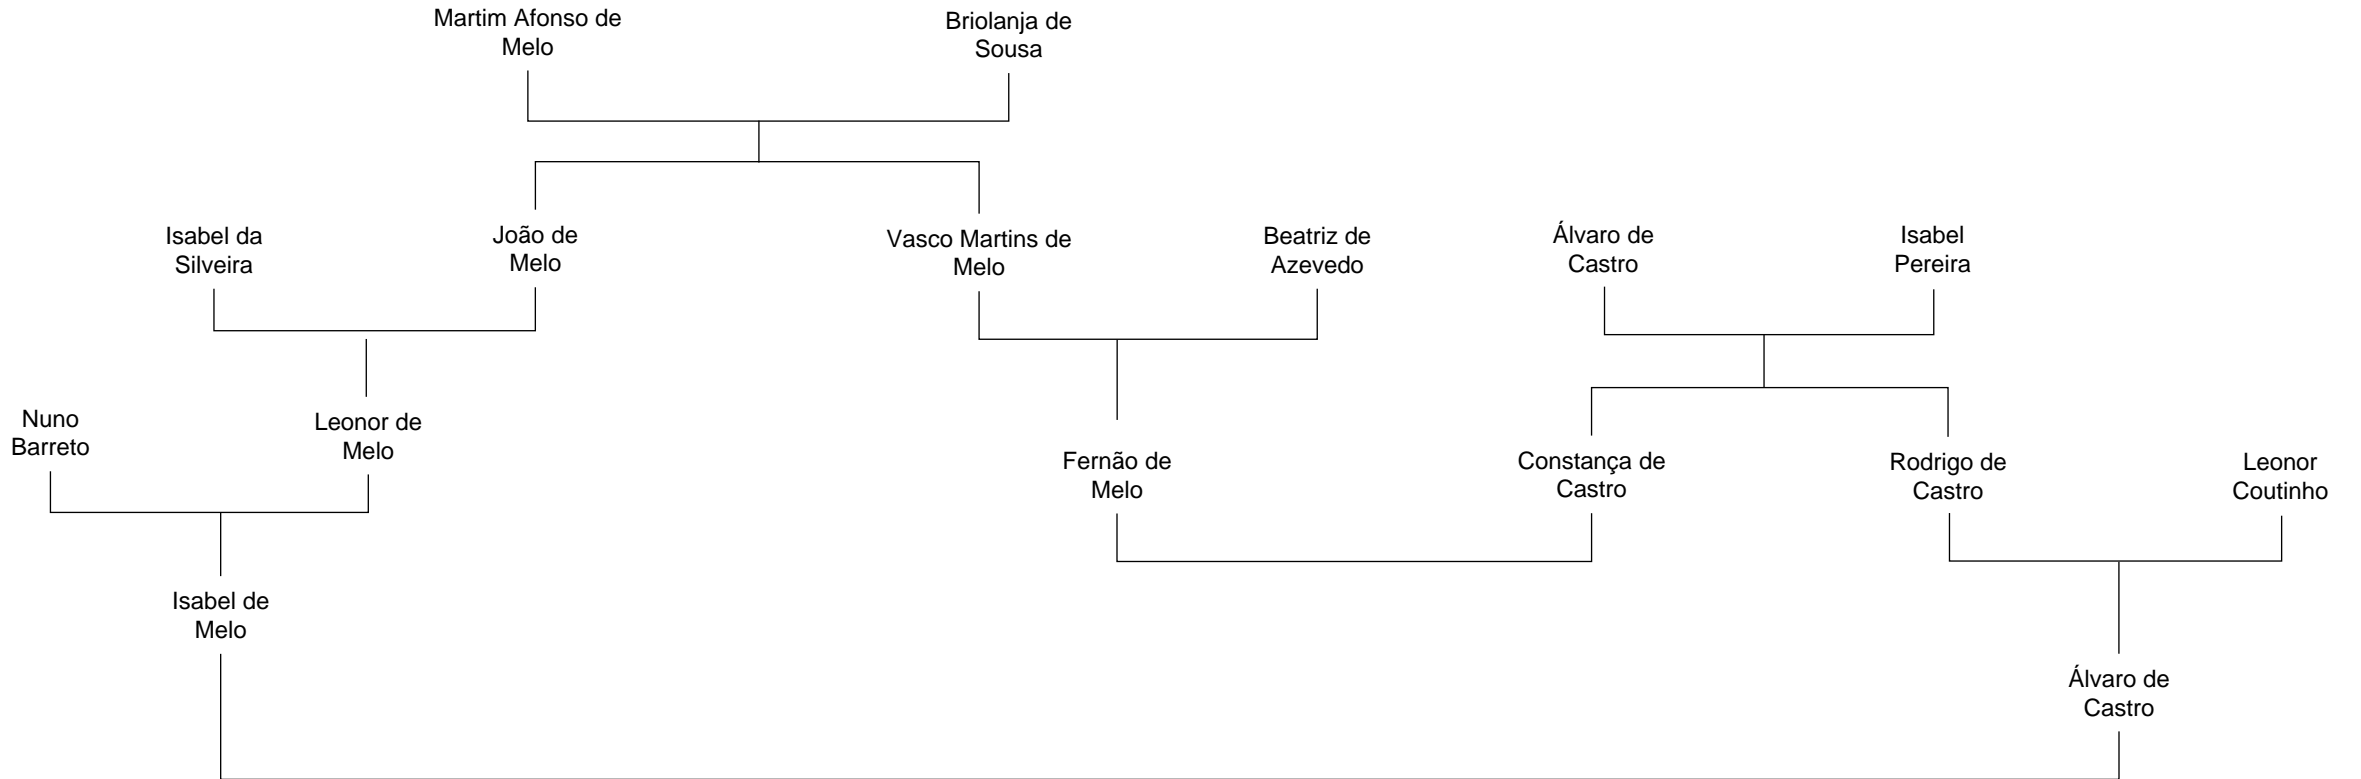 Martim Afonso de
Melo
Briolanja de
Sousa
Isabel da
Silveira
João de
Melo
Vasco Martins de
Melo
Beatriz de
Azevedo
Álvaro de
Castro
Isabel
Pereira
Nuno
Barreto
Leonor de
Melo
Fernão de
Melo
Constança de
Castro
Rodrigo de
Castro
Leonor
Coutinho
Isabel de
Melo
Álvaro de
Castro